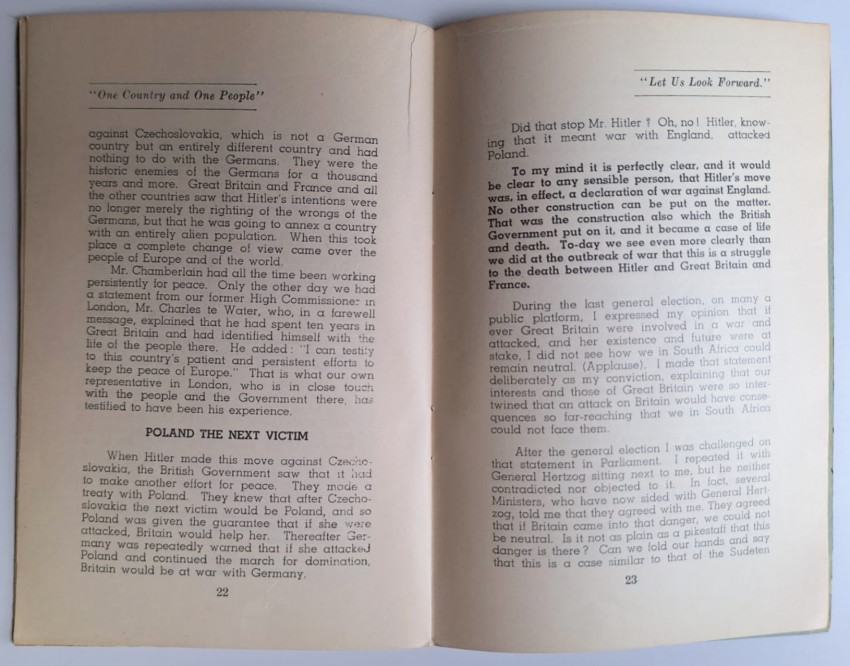 "One Country and One People"
against Czechoslovakia, which is not a German
country but an entirely different country and had
nothing to do with the Germans. They were the
historic enemies of the Germans for a thousand
years and more. Great Britain and France and all
the other countries saw that Hitler's intentions were
no longer merely the righting of the wrongs of the
Germans, but that he was going to annex a country
with an entirely alien population. When this took
place a complete change of view came over the
people of Europe and of the world.
Mr. Chamberlain had all the time been working
persistently for peace. Only the other day we had
a statement from our former High Commissioner in
London, Mr. Charles te Water, who, in a farewell
message, explained that he had spent ten years in
Great Britain and had identified himself with the
life of the people there. He added: "I can testify
to this country's patient and persistent efforts to
keep the peace of Europe." That is what our own
representative in London, who is in close touch
with the people and the Government there, has
testified to have been his experience.
POLAND THE NEXT VICTIM
When Hitler made this move against Czecho-
slovakia, the British Government saw that it had
to make another effort for peace. They made a
treaty with Poland. They knew that after Czecho-
slovakia the next victim would be Poland, and so
Poland was given the guarantee that if she were
attacked, Britain would help her. Thereafter Ger-
many was repeatedly warned that if she attacked
Poland and continued the march for domination,
Britain would be at war with Germany.
22
"Let Us Look Forward."
Did that stop Mr. Hitler? Oh, no! Hitler, know-
ing that it meant war with England, attacked
Poland.
To my mind it is perfectly clear, and it would
be clear to any sensible person, that Hitler's move
was, in effect, a declaration of war against England.
No other construction can be put on the matter.
That was the construction also which the British
Government put on it, and it became a case of life
and death. To-day we see even more clearly than
we did at the outbreak of war that this is a struggle
to the death between Hitler and Great Britain and
France.
During the last general election, on many a
public platform, I expressed my opinion that if
ever Great Britain were involved in a war and
attacked, and her existence and future were at
stake, I did not see how we in South Africa could
remain neutral. (Applause). I made that statement
deliberately as my conviction, explaining that our
interests and those of Great Britain were so inter-
twined that an attack on Britain would have conse-
quences so far-reaching that we in South Africa
could not face them.
After the general election I was challenged on
that statement in Parliament. I repeated it with
General Hertzog sitting next to me, but he neither
contradicted nor objected to it. In fact, several
Ministers, who have now sided with General Hert-
zog, told me that they agreed with me. They agreed
that if Britain came into that danger, we could not
be neutral. Is it not as plain as a pikestaff that this
danger is there? Can we fold our hands and say
that this is a case similar to that of the Sudeten
23